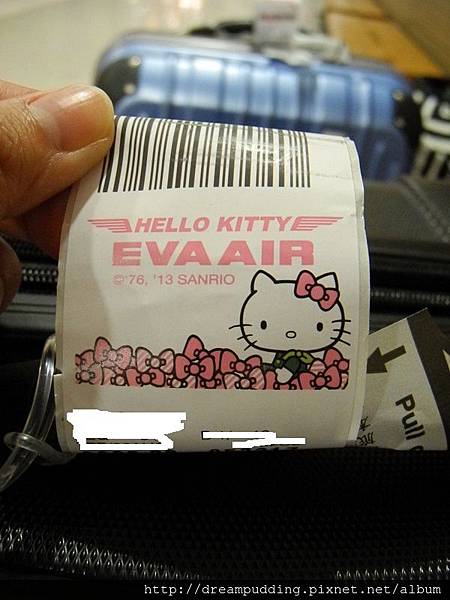 HELLO KITTY
EVA AIR
©'76, '13 SANRIO
Pull
http://dreampudding.pixnet.net/album